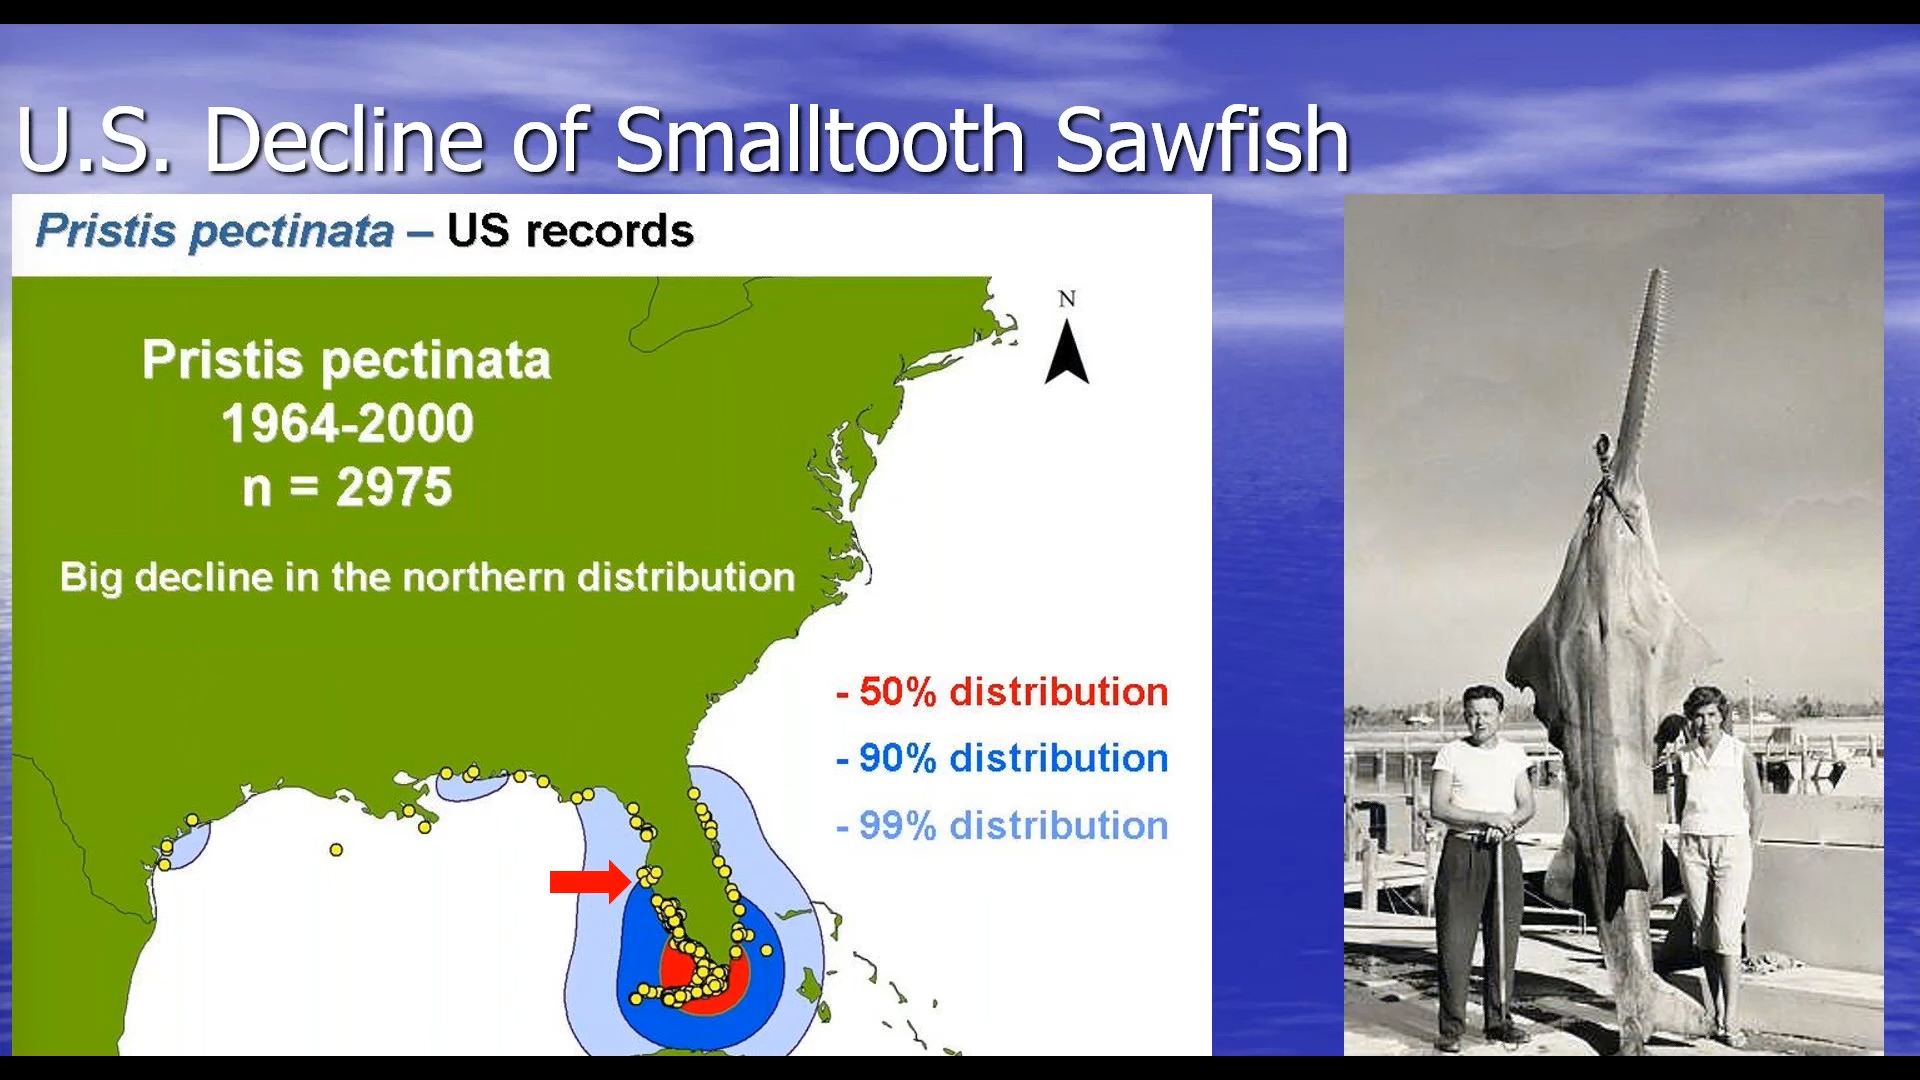 U.S. Decline of Smalltooth Sawfish
Pristis pectinata – US records
N
Pristis pectinata
1964-2000
n = 2975
Big decline in the northern distribution
- 50% distribution
- 90% distribution
- 99% distribution